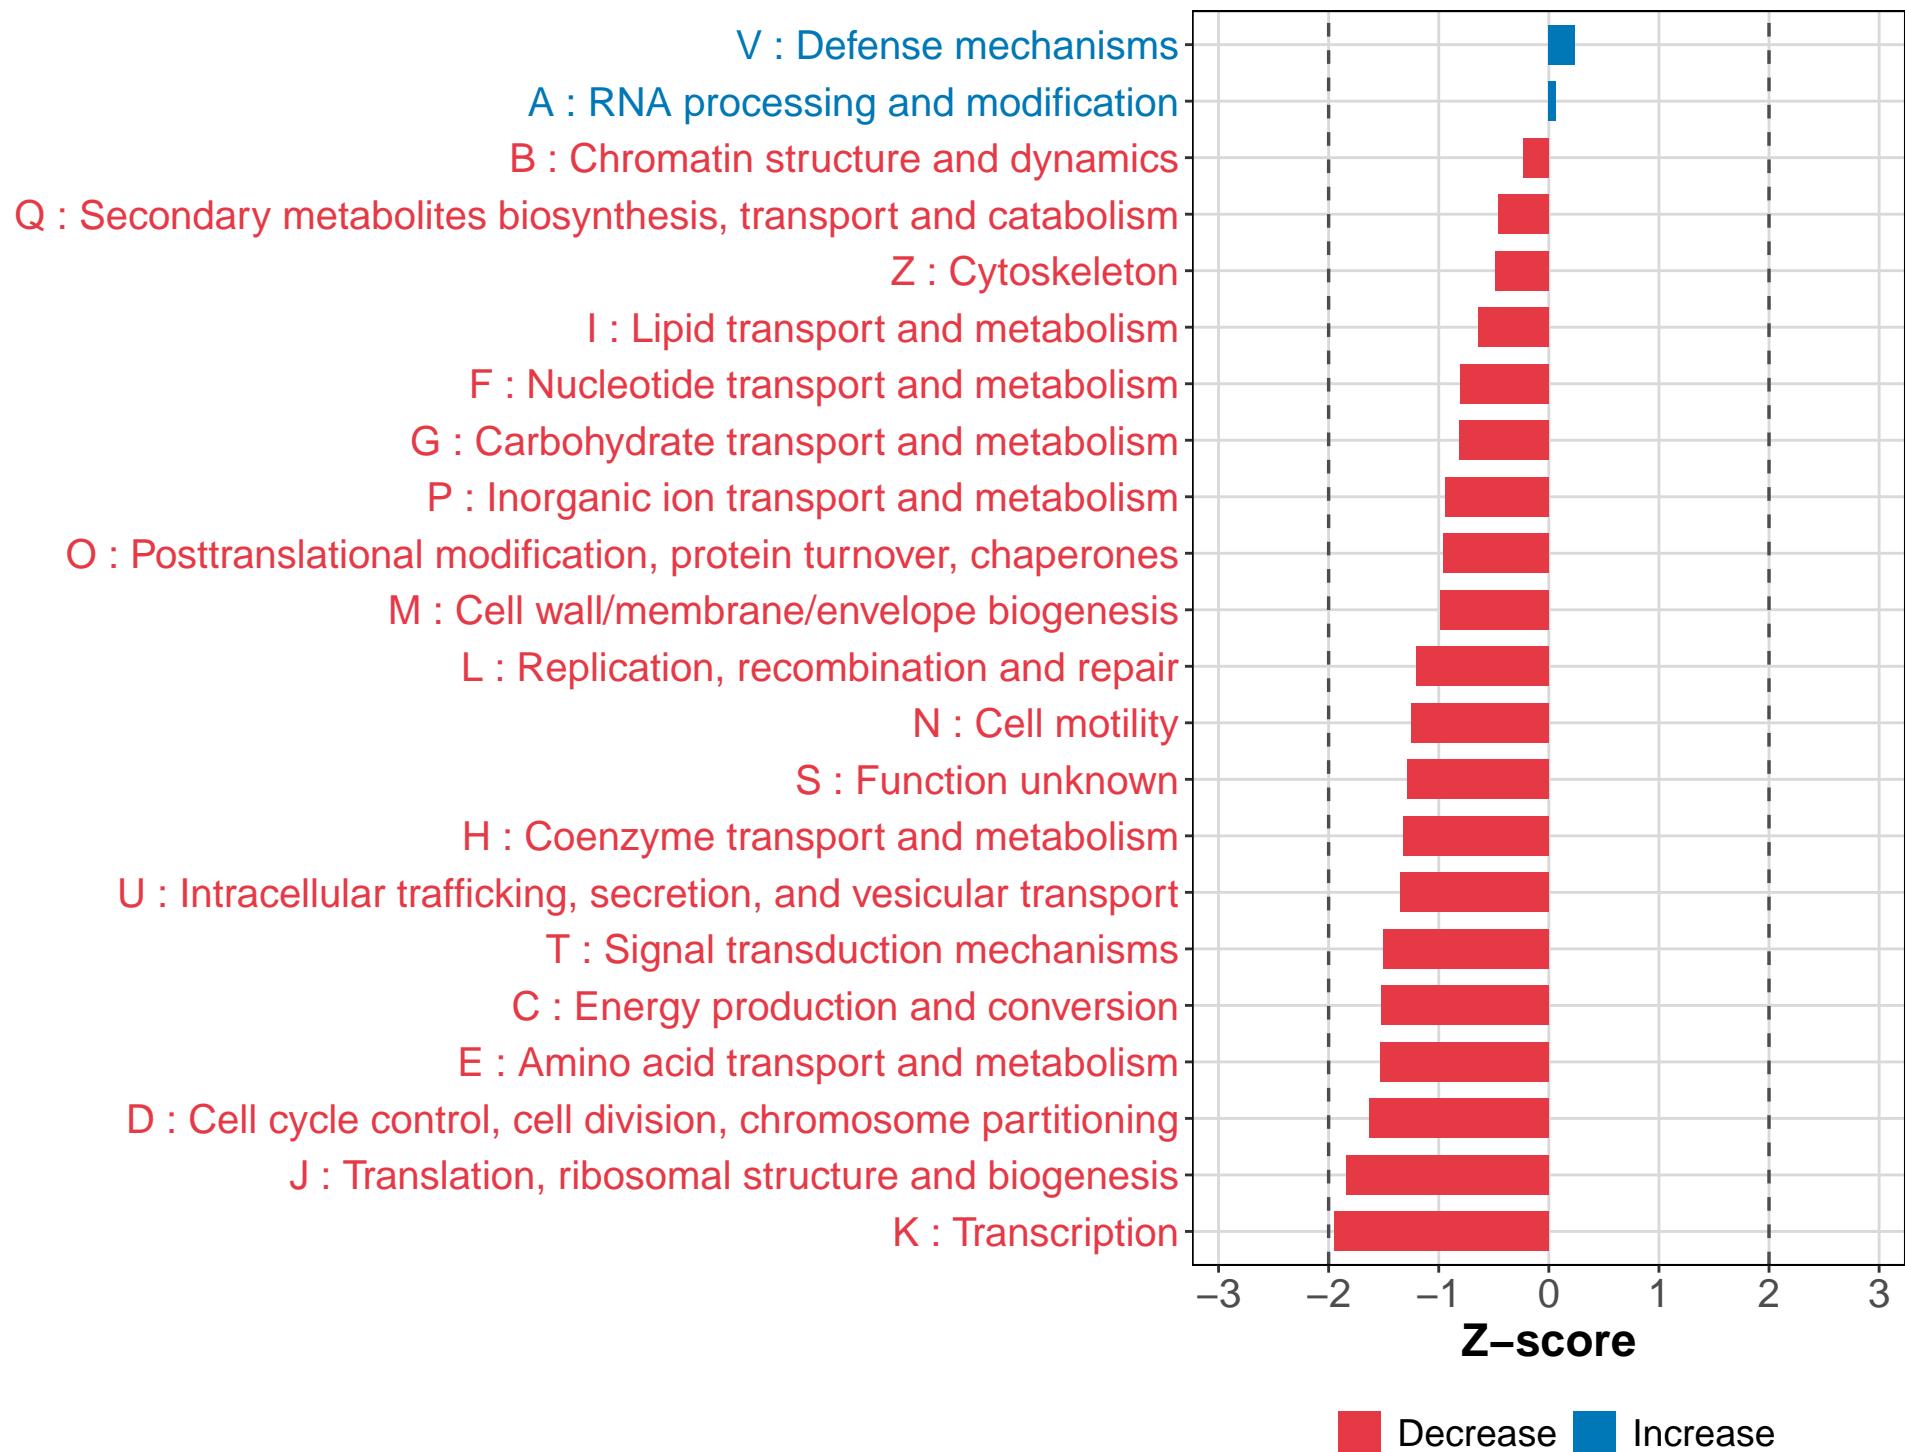 V : Defense mechanisms
A : RNA processing and modification
B : Chromatin structure and dynamics
Q : Secondary metabolites biosynthesis, transport and catabolism
Z : Cytoskeleton
I : Lipid transport and metabolism
F : Nucleotide transport and metabolism
G : Carbohydrate transport and metabolism
P : Inorganic ion transport and metabolism
O : Posttranslational modification, protein turnover, chaperones
M : Cell wall/membrane/envelope biogenesis
L : Replication, recombination and repair
N : Cell motility
S : Function unknown
H : Coenzyme transport and metabolism
U : Intracellular trafficking, secretion, and vesicular transport
T : Signal transduction mechanisms
C : Energy production and conversion
E : Amino acid transport and metabolism
D : Cell cycle control, cell division, chromosome partitioning
J : Translation, ribosomal structure and biogenesis
K : Transcription
−3 −2 −1 0 1 2 3
Z−score
Decrease Increase